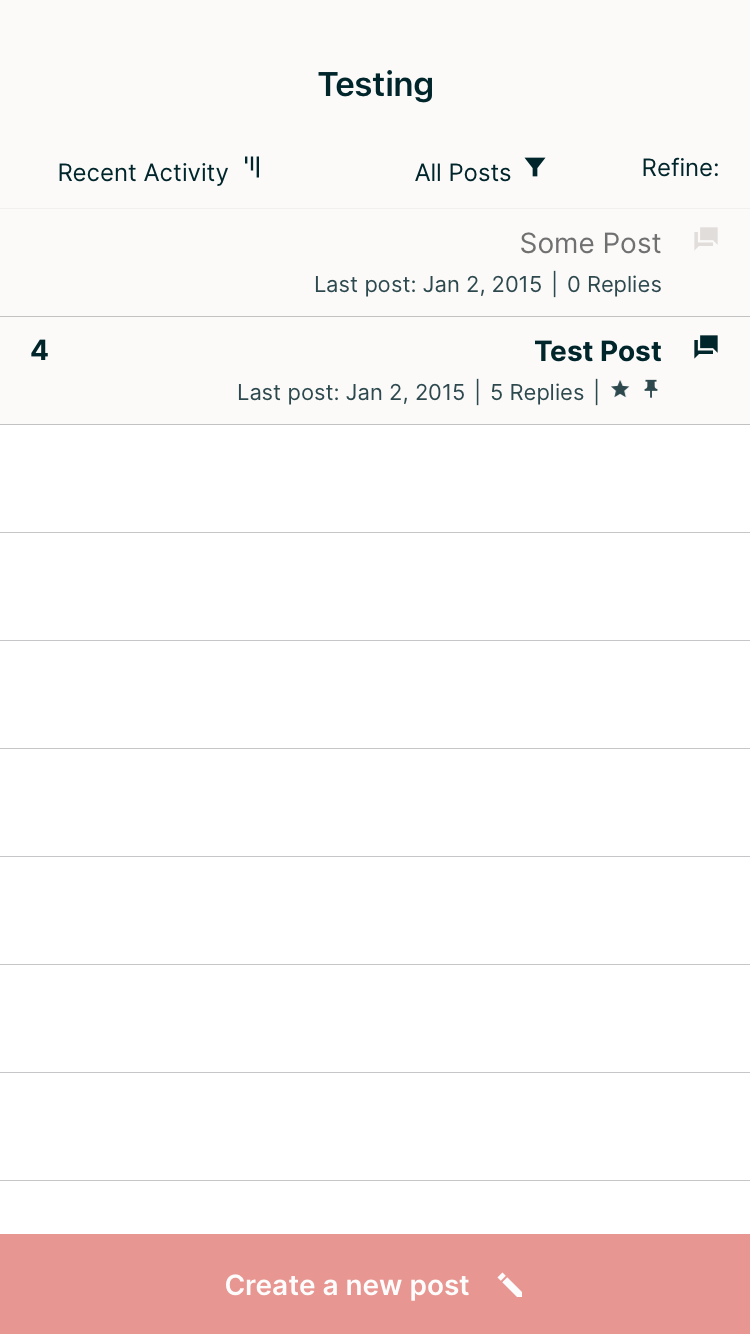 Testing
Recent Activity All Posts Refine:
Some Post
Last post: Jan 2, 2015 | 0 Replies
4 Test Post
Last post: Jan 2, 2015 | 5 Replies |
Create a new post